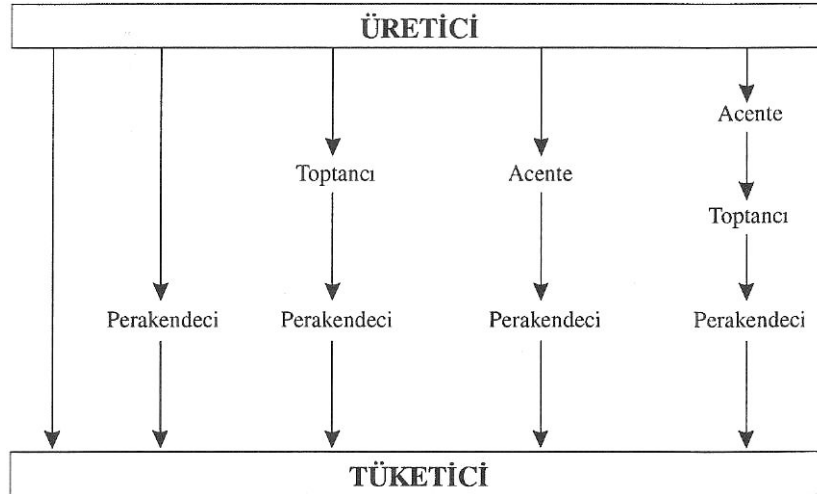 ÜRETİCİ
Acente
Toptancı
Acente
Toptancı
Perakendeci
Perakendeci
Perakendeci
Perakendeci
TÜKETİCİ